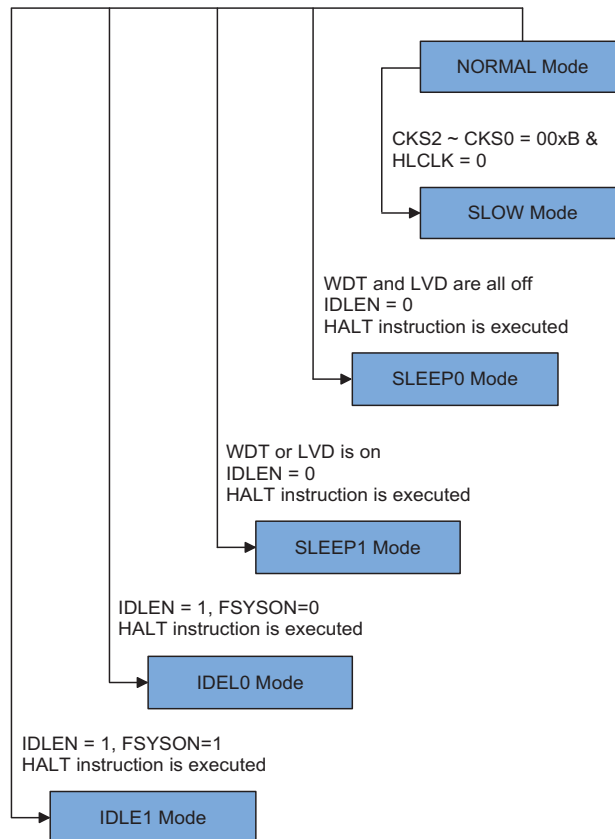 NORMAL Mode
CKS2 ~ CKS0 = 00xB &
HLCLK = 0
SLOW Mode
WDT and LVD are all off
IDLEN = 0
HALT instruction is executed
SLEEP0 Mode
WDT or LVD is on
IDLEN = 0
HALT instruction is executed
SLEEP1 Mode
IDLEN = 1, FSYSON=0
HALT instruction is executed
IDEL0 Mode
IDLEN = 1, FSYSON=1
HALT instruction is executed
IDLE1 Mode